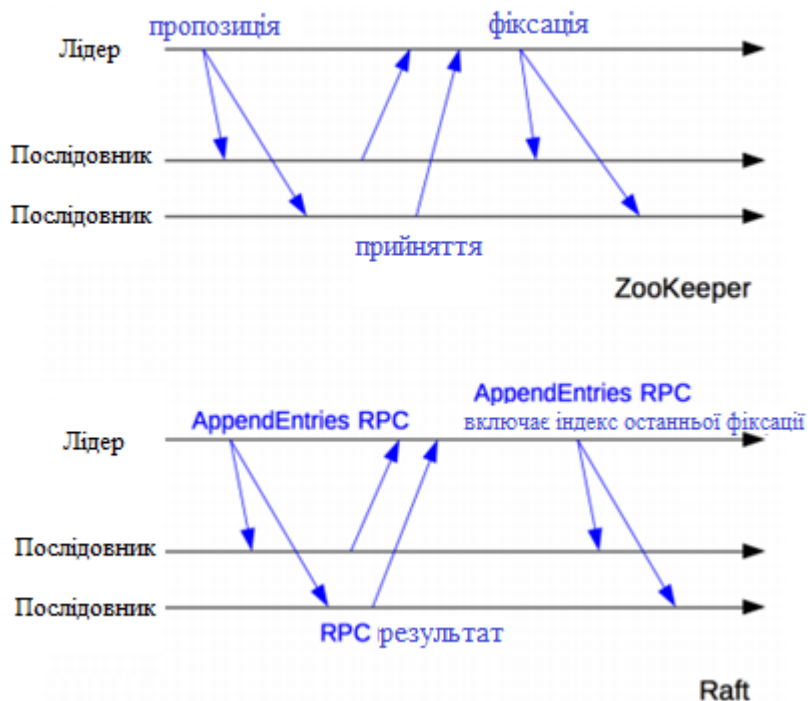 пропозиція
фіксація
Лідер
Послідовник
Послідовник
прийняття
ZooKeeper
AppendEntries RPC
AppendEntries RPC
включає індекс останньої фіксації
Лідер
Послідовник
Послідовник
RPC результат
Raft